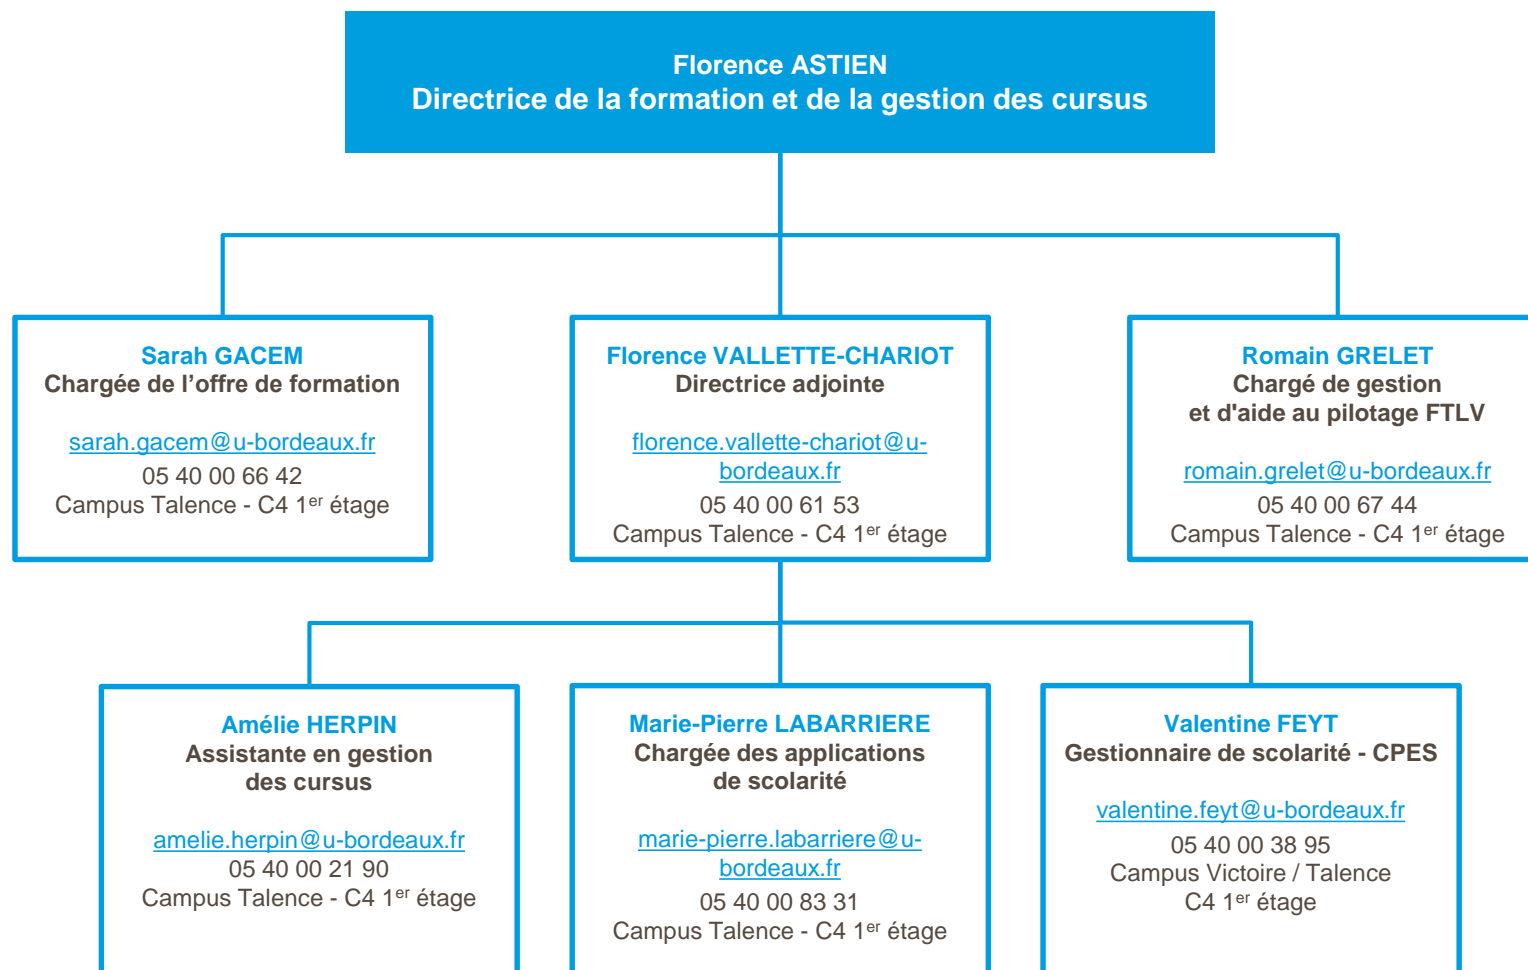 Florence ASTIEN
Directrice de la formation et de la gestion des cursus
Sarah GACEM
Chargée de l’offre de formation
sarah.gacem@u-bordeaux.fr
05 40 00 66 42
Campus Talence - C4 1er étage
Florence VALLETTE-CHARIOT
Directrice adjointe
florence.vallette-chariot@u-
bordeaux.fr
05 40 00 61 53
Campus Talence - C4 1er étage
Romain GRELET
Chargé de gestion
et d'aide au pilotage FTLV
romain.grelet@u-bordeaux.fr
05 40 00 67 44
Campus Talence - C4 1er étage
Amélie HERPIN
Assistante en gestion
des cursus
amelie.herpin@u-bordeaux.fr
05 40 00 21 90
Campus Talence - C4 1er étage
Marie-Pierre LABARRIERE
Chargée des applications
de scolarité
marie-pierre.labarriere@u-
bordeaux.fr
05 40 00 83 31
Campus Talence - C4 1er étage
Valentine FEYT
Gestionnaire de scolarité - CPES
valentine.feyt@u-bordeaux.fr
05 40 00 38 95
Campus Victoire / Talence
C4 1er étage